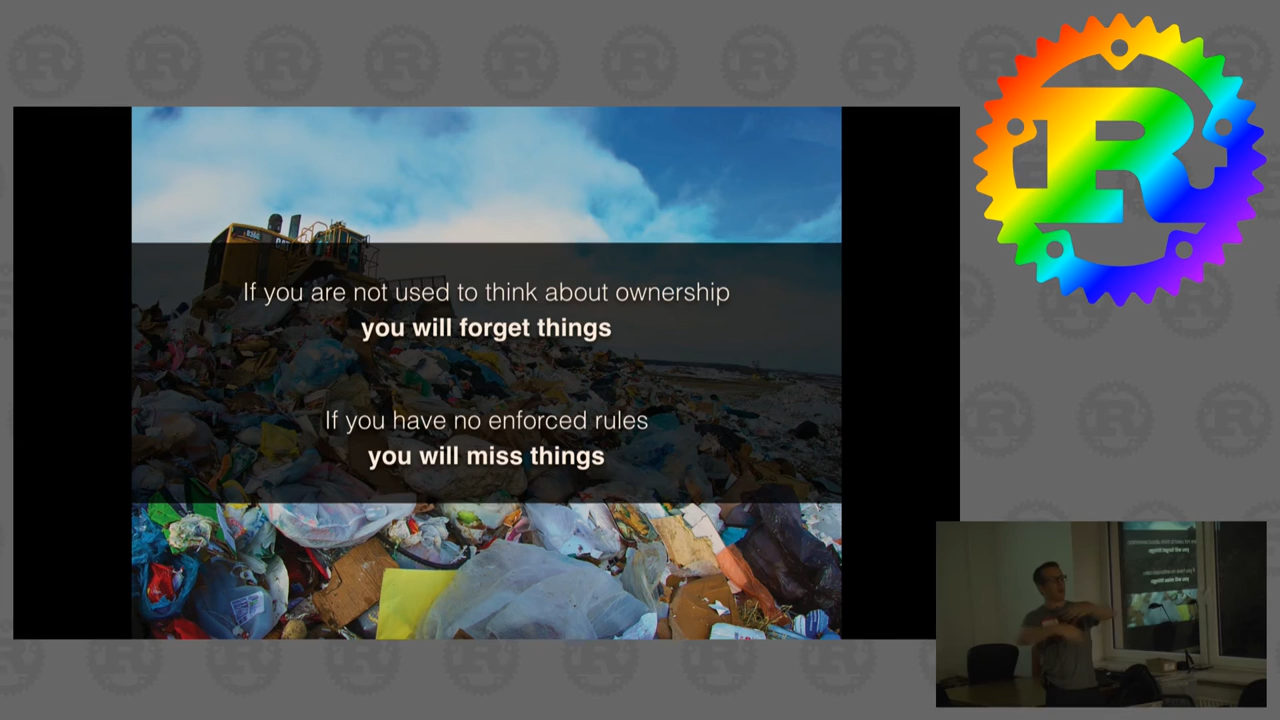 If you are not used to think about ownership
you will forget things
If you have no enforced rules
you will miss things
R